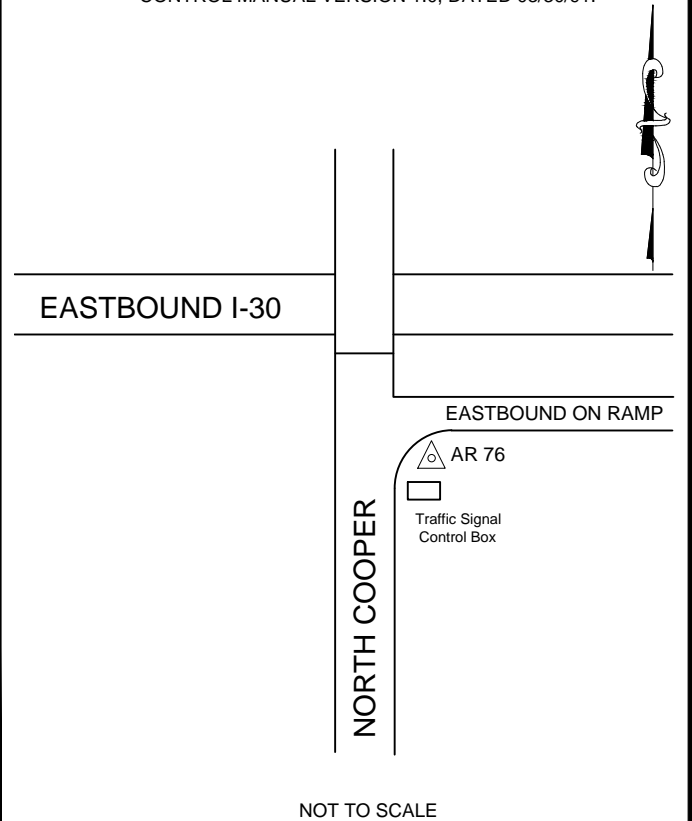 EASTBOUND I-30
EASTBOUND ON RAMP
AR 76
Traffic Signal
Control Box
NORTH COOPER
NOT TO SCALE